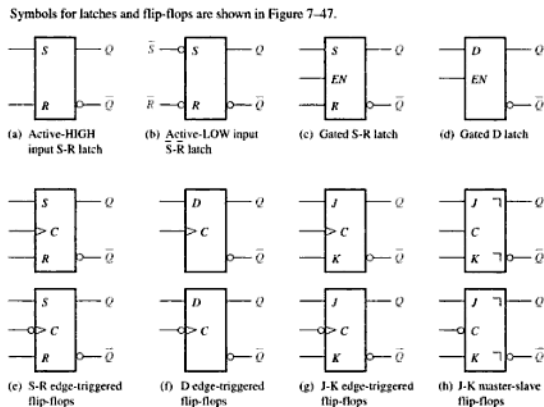 Symbols for latches and flip-flops are shown in Figure 7–47.
S Q
R Q̅
S̅ S Q
R̅ R Q̅
S Q
EN
R Q̅
D Q
EN
Q̅
(a) Active-HIGH input S-R latch
(b) Active-LOW input S̅-R̅ latch
(c) Gated S-R latch
(d) Gated D latch
S Q
C
R Q̅
D Q
C
Q̅
J Q
C
K Q̅
J ⅂ Q
C
K ⅂ Q̅
S Q
C
R Q̅
D Q
C
Q̅
J Q
C
K Q̅
J ⅂ Q
C
K ⅂ Q̅
(e) S-R edge-triggered flip-flops
(f) D edge-triggered flip-flops
(g) J-K edge-triggered flip-flops
(h) J-K master-slave flip-flops